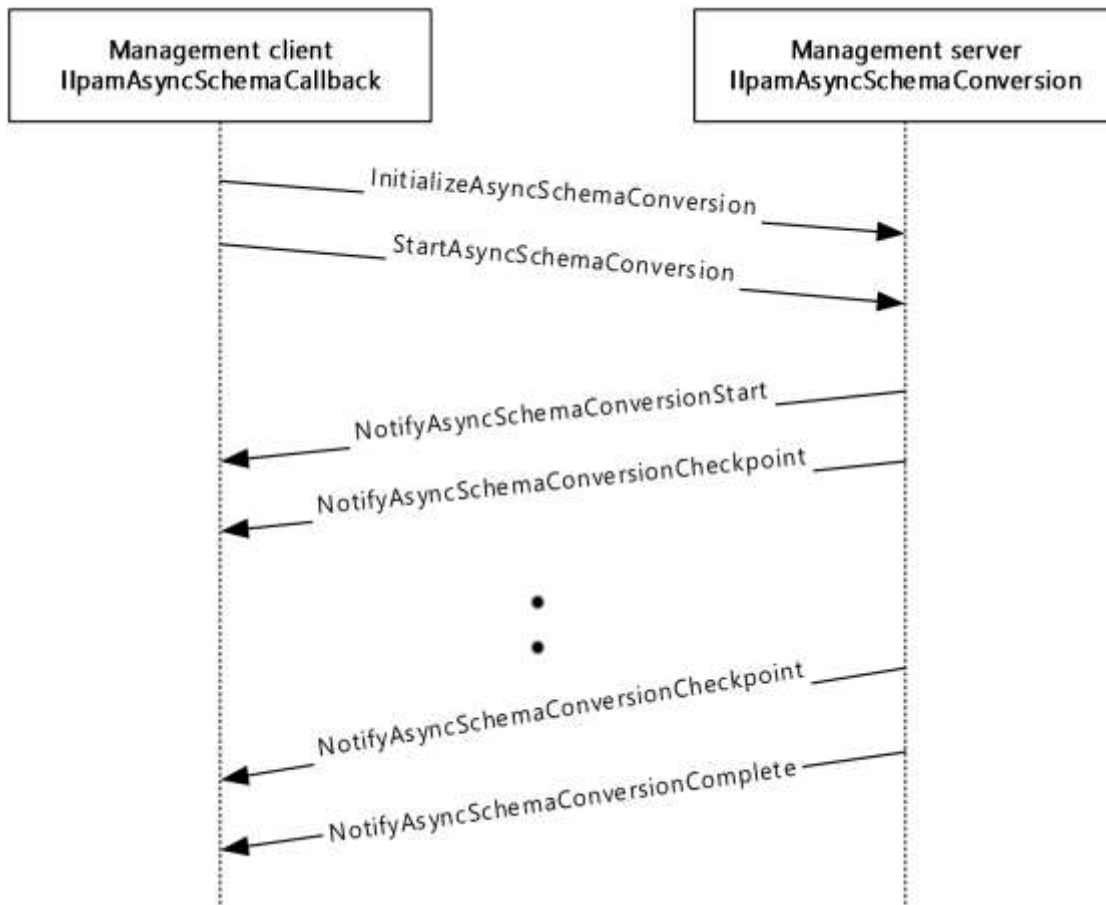 Management client
IIpamAsyncSchemaCallback
Management server
IIpamAsyncSchemaConversion
InitializeAsyncSchemaConversion
StartAsyncSchemaConversion
NotifyAsyncSchemaConversionStart
NotifyAsyncSchemaConversionCheckpoint
NotifyAsyncSchemaConversionCheckpoint
NotifyAsyncSchemaConversionComplete